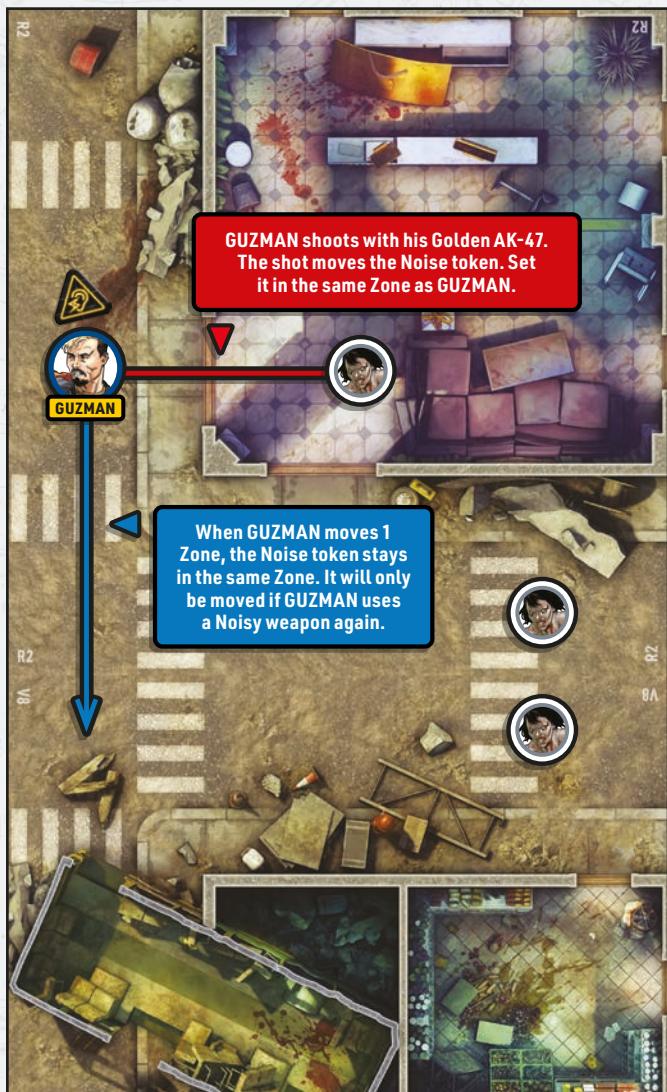 R2
R2
GUZMAN shoots with his Golden AK-47.
The shot moves the Noise token. Set
it in the same Zone as GUZMAN.
GUZMAN
When GUZMAN moves 1
Zone, the Noise token stays
in the same Zone. It will only
be moved if GUZMAN uses
a Noisy weapon again.
R2
V8
R2
V8